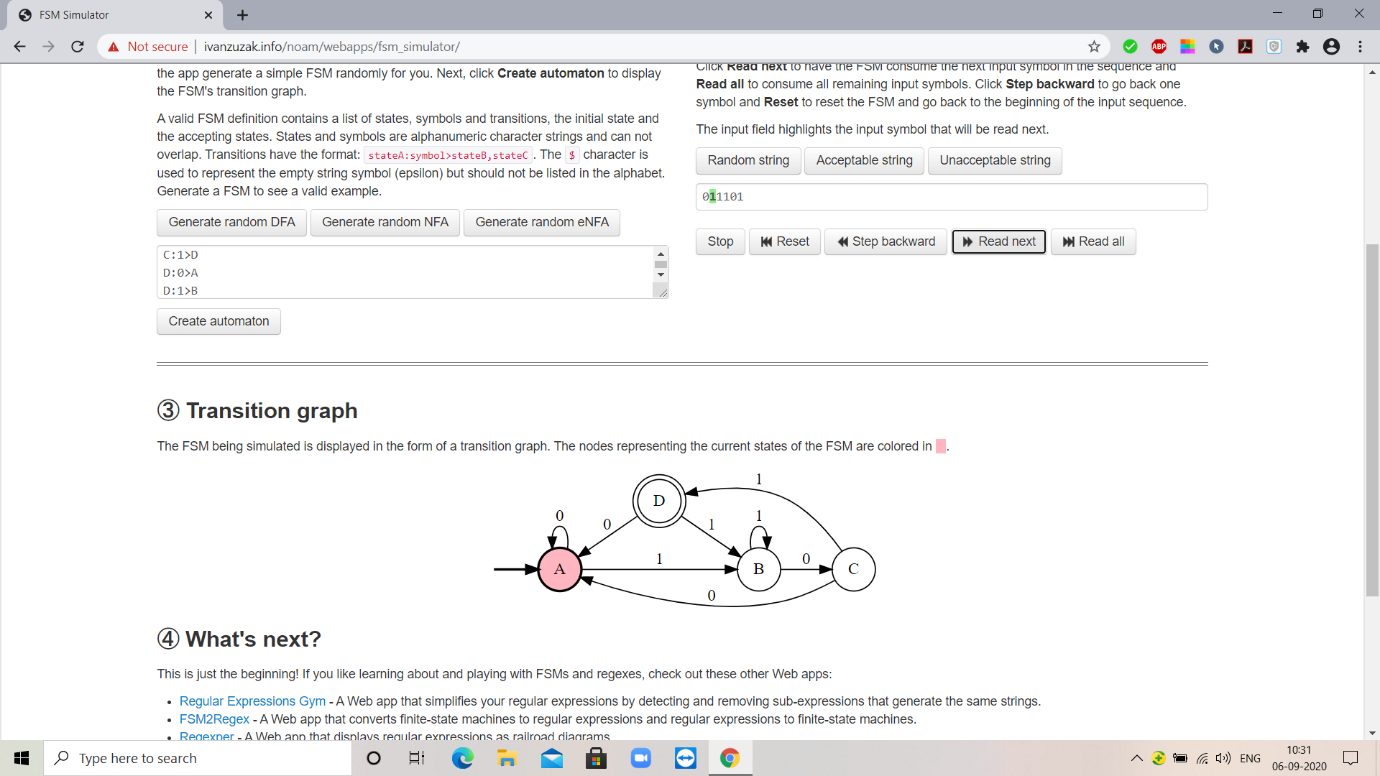 FSM Simulator
Not secure | ivanzuzak.info/noam/webapps/fsm_simulator/
ABP
the app generate a simple FSM randomly for you. Next, click Create automaton to display
the FSM's transition graph.
A valid FSM definition contains a list of states, symbols and transitions, the initial state and
the accepting states. States and symbols are alphanumeric character strings and can not
overlap. Transitions have the format: stateA:symbol>stateB,stateC . The $ character is
used to represent the empty string symbol (epsilon) but should not be listed in the alphabet.
Generate a FSM to see a valid example.
Generate random DFA
Generate random NFA
Generate random eNFA
C:1>D
D:0>A
D:1>B
Create automaton
Click Read next to have the FSM consume the next input symbol in the sequence and
Read all to consume all remaining input symbols. Click Step backward to go back one
symbol and Reset to reset the FSM and go back to the beginning of the input sequence.
The input field highlights the input symbol that will be read next.
Random string
Acceptable string
Unacceptable string
011101
Stop
Reset
Step backward
Read next
Read all
③ Transition graph
The FSM being simulated is displayed in the form of a transition graph. The nodes representing the current states of the FSM are colored in .
1
D
0
0
1
1
A
1
B
0
C
0
④ What's next?
This is just the beginning! If you like learning about and playing with FSMs and regexes, check out these other Web apps:
• Regular Expressions Gym - A Web app that simplifies your regular expressions by detecting and removing sub-expressions that generate the same strings.
• FSM2Regex - A Web app that converts finite-state machines to regular expressions and regular expressions to finite-state machines.
• Regexper - A Web app that displays regular expressions as railroad diagrams.
Type here to search
ENG
10:31
06-09-2020